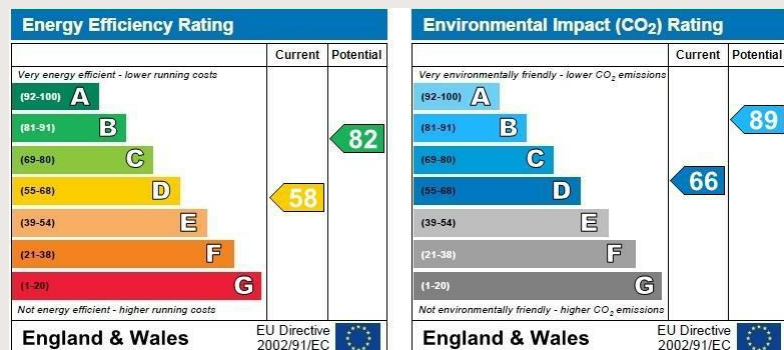 Energy Efficiency Rating
Current Potential
Very energy efficient - lower running costs
(92-100) A
(81-91) B
(69-80) C
(55-68) D
(39-54) E
(21-38) F
(1-20) G
82
58
Not energy efficient - higher running costs
England & Wales
EU Directive
2002/91/EC
Environmental Impact (CO₂) Rating
Current Potential
Very environmentally friendly - lower CO₂ emissions
(92-100) A
(81-91) B
(69-80) C
(55-68) D
(39-54) E
(21-38) F
(1-20) G
89
66
Not environmentally friendly - higher CO₂ emissions
England & Wales
EU Directive
2002/91/EC